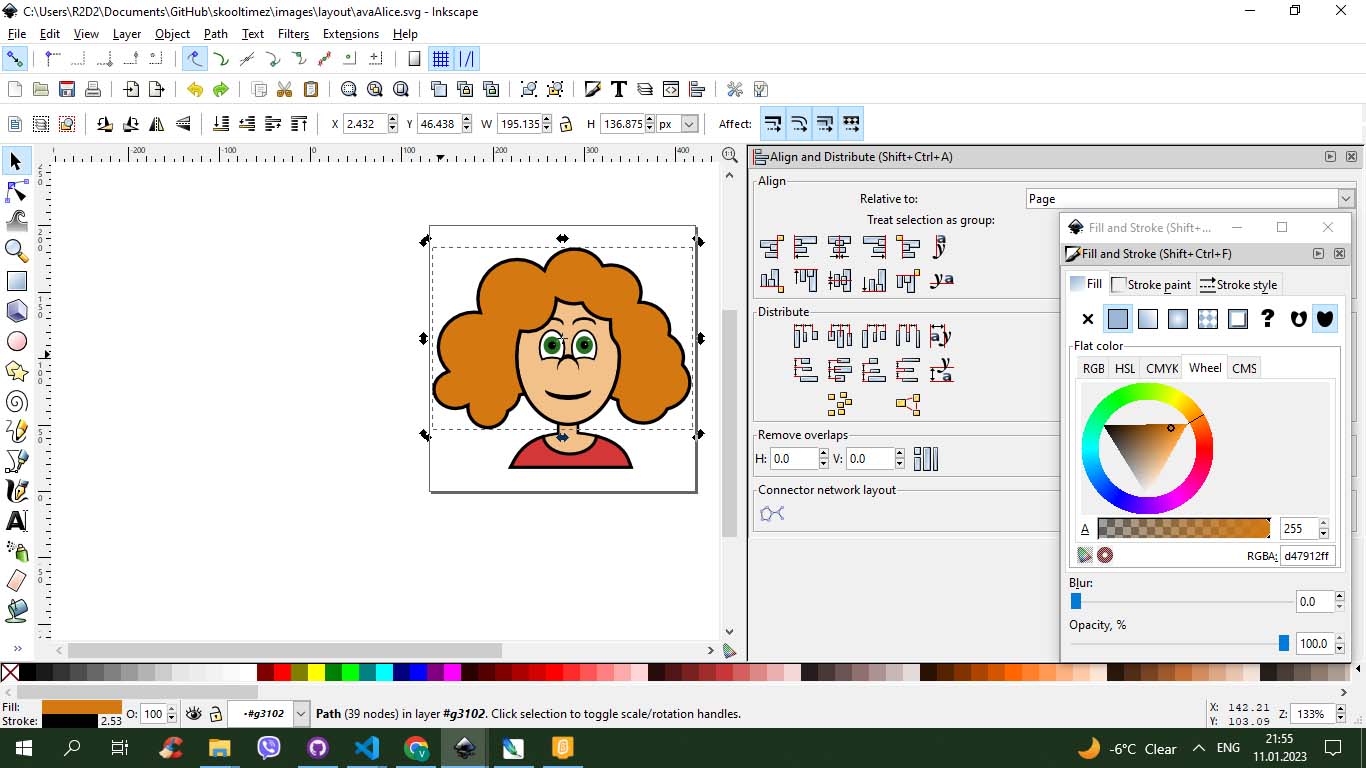 C:\Users\R2D2\Documents\GitHub\skooltimez\images\layout\avaAlice.svg - Inkscape
File Edit View Layer Object Path Text Filters Extensions Help
X 2.432 Y 46.438 W 195.135 H 136.875 px Affect:
-200 -100 0 100 200 300 400
Align and Distribute (Shift+Ctrl+A)
Align
Relative to: Page
Treat selection as group:
Distribute
Remove overlaps
H: 0.0 V: 0.0
Connector network layout
Fill and Stroke (Shift+...
Fill and Stroke (Shift+Ctrl+F)
Fill Stroke paint Stroke style
Flat color
RGB HSL CMYK Wheel CMS
A 255
RGBA: d47912ff
Blur:
0.0
Opacity, %
100.0
Fill:
Stroke: 2.53 O: 100 •#g3102 Path (39 nodes) in layer #g3102. Click selection to toggle scale/rotation handles.
X: 142.21
Y: 103.09
Z: 133%
-6°C Clear ENG
21:55
11.01.2023